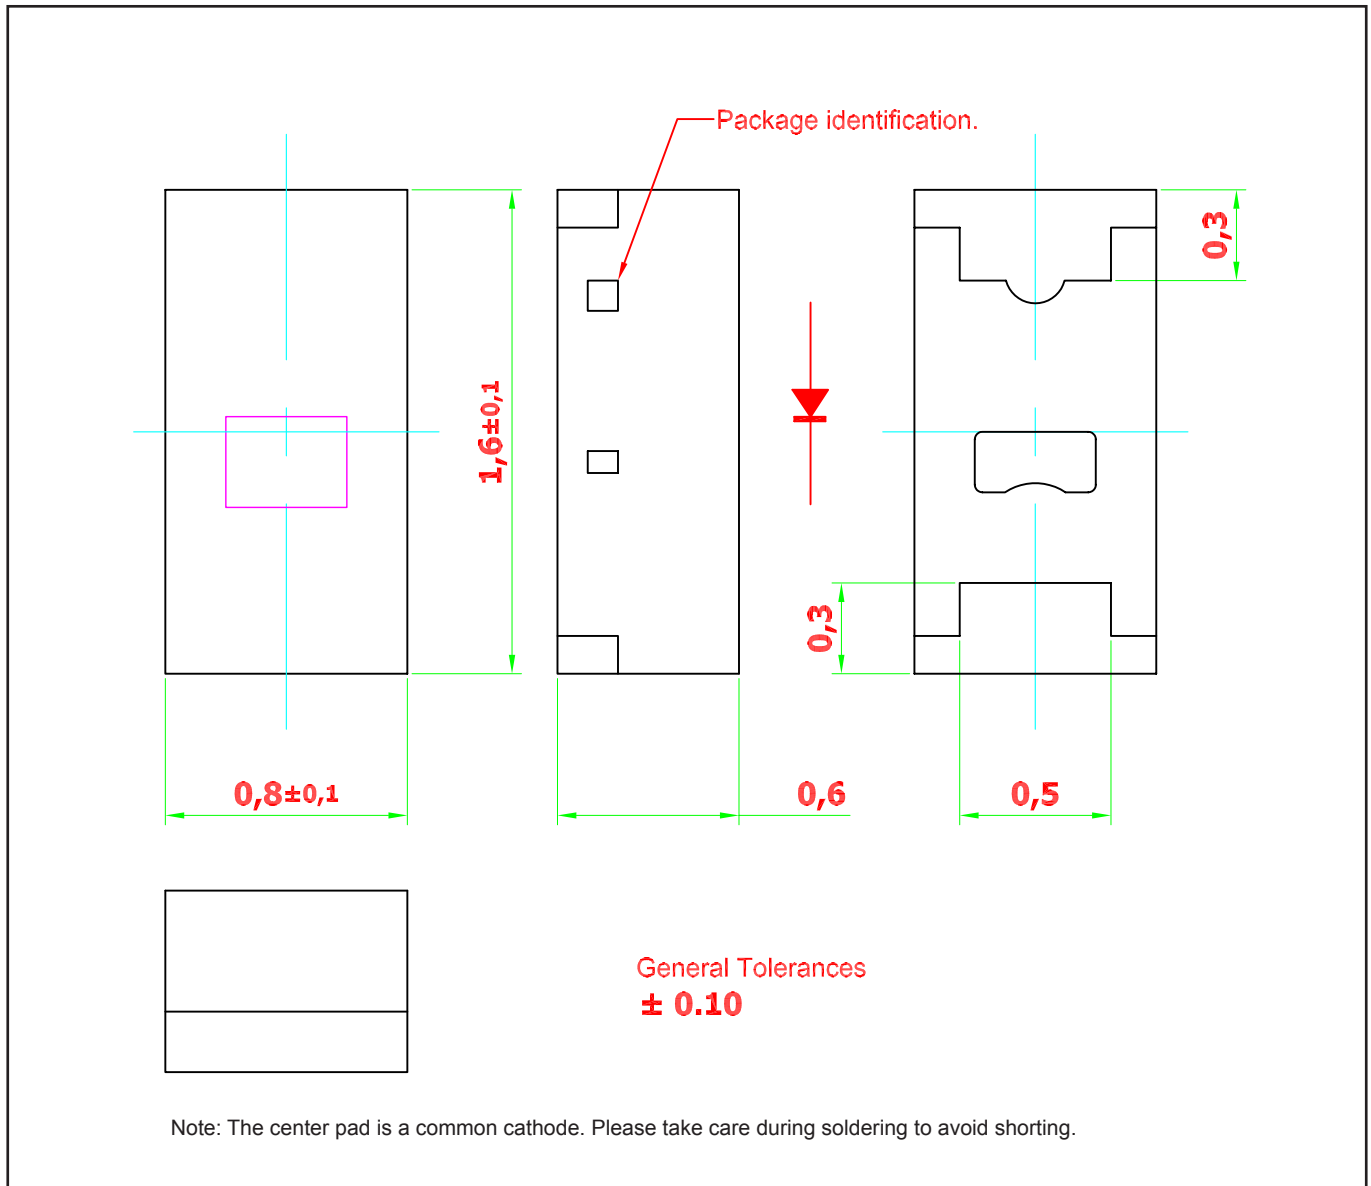 Package identification.
0,3
1,6±0,1
0,3
0,8±0,1
0,6
0,5
General Tolerances
± 0.10
Note: The center pad is a common cathode. Please take care during soldering to avoid shorting.